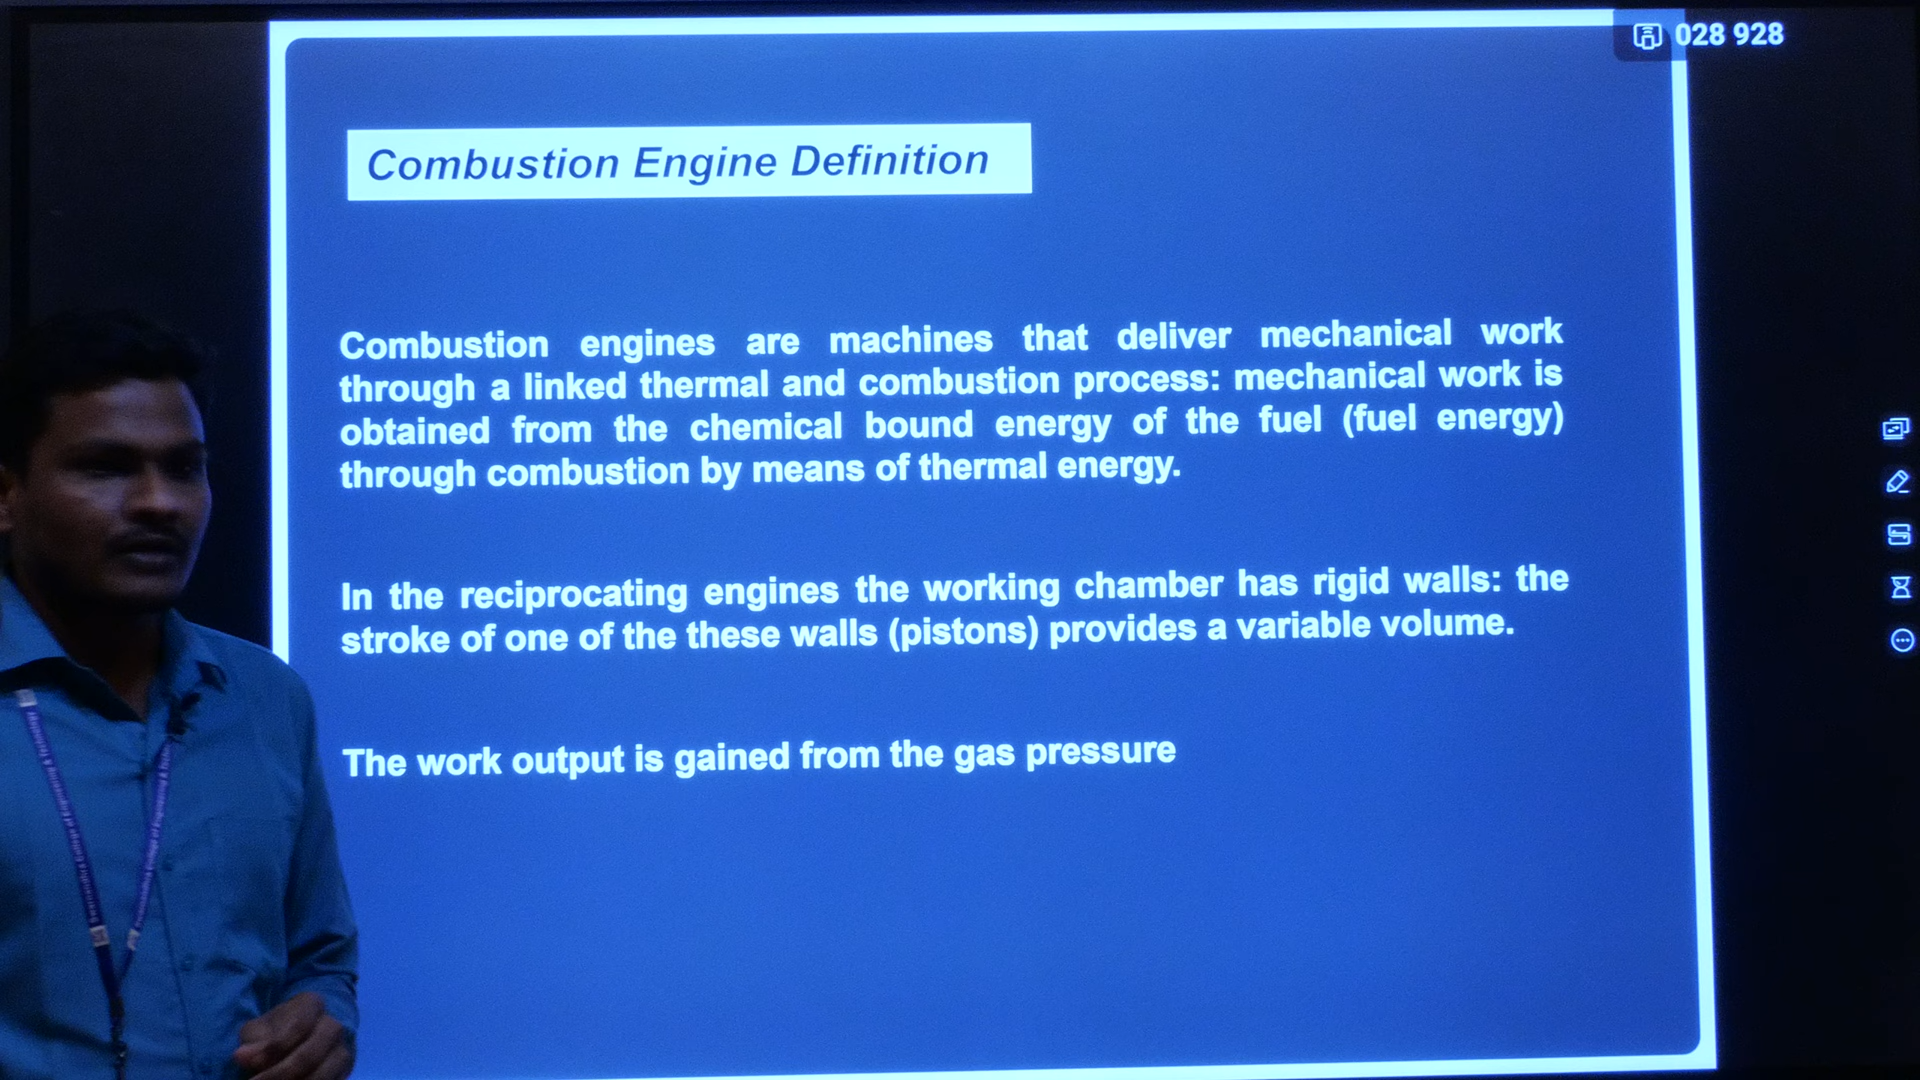 028 928
Combustion Engine Definition
Combustion engines are machines that deliver mechanical work
through a linked thermal and combustion process: mechanical work is
obtained from the chemical bound energy of the fuel (fuel energy)
through combustion by means of thermal energy.
In the reciprocating engines the working chamber has rigid walls: the
stroke of one of the these walls (pistons) provides a variable volume.
The work output is gained from the gas pressure